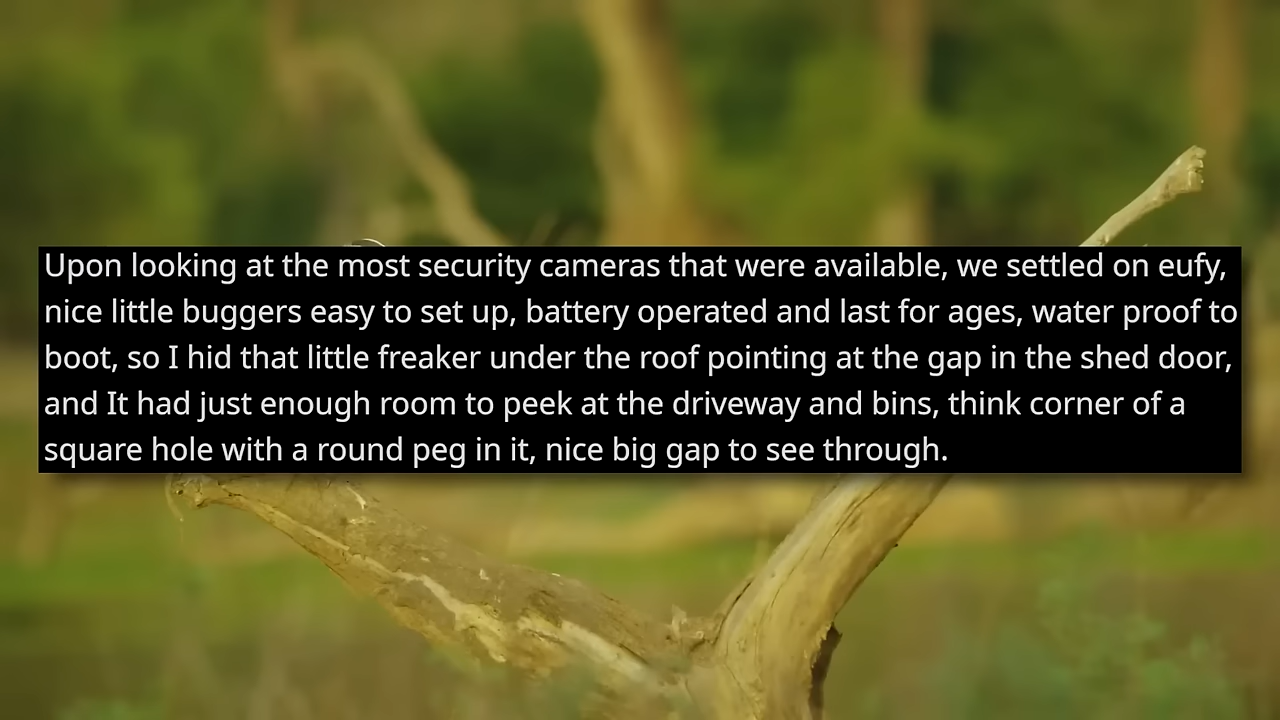 Upon looking at the most security cameras that were available, we settled on eufy,
nice little buggers easy to set up, battery operated and last for ages, water proof to
boot, so I hid that little freaker under the roof pointing at the gap in the shed door,
and It had just enough room to peek at the driveway and bins, think corner of a
square hole with a round peg in it, nice big gap to see through.